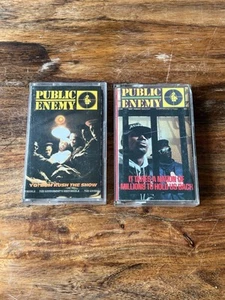 PUBLIC
ENEMY
YO! BUM RUSH THE SHOW
PUBLIC
ENEMY
IT TAKES A NATION OF
MILLIONS TO HOLD US BACK